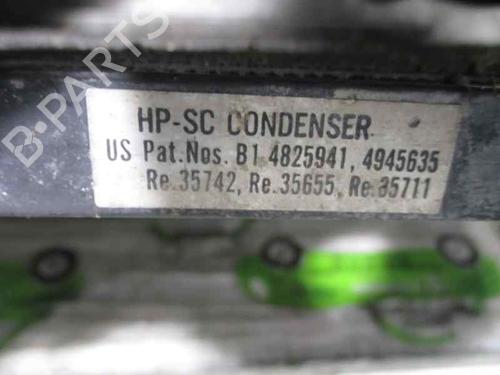 B-PARTS
HP-SC CONDENSER
US Pat.Nos. B1 4825941, 4945635
Re.35742, Re.35655, Re.35711